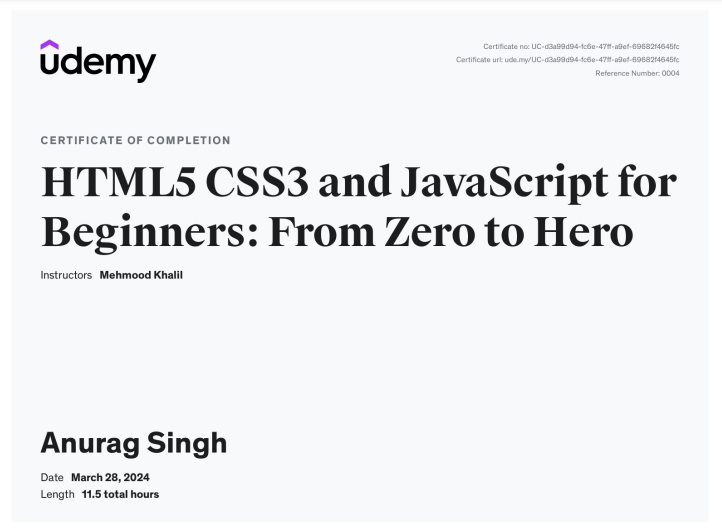 udemy
Certificate no: UC-d3a99d94-fc6e-47ff-a9ef-69682f4645fc
Certificate url: ude.my/UC-d3a99d94-fc6e-47ff-a9ef-69682f4645fc
Reference Number: 0004
CERTIFICATE OF COMPLETION
HTML5 CSS3 and JavaScript for
Beginners: From Zero to Hero
Instructors Mehmood Khalil
Anurag Singh
Date March 28, 2024
Length 11.5 total hours